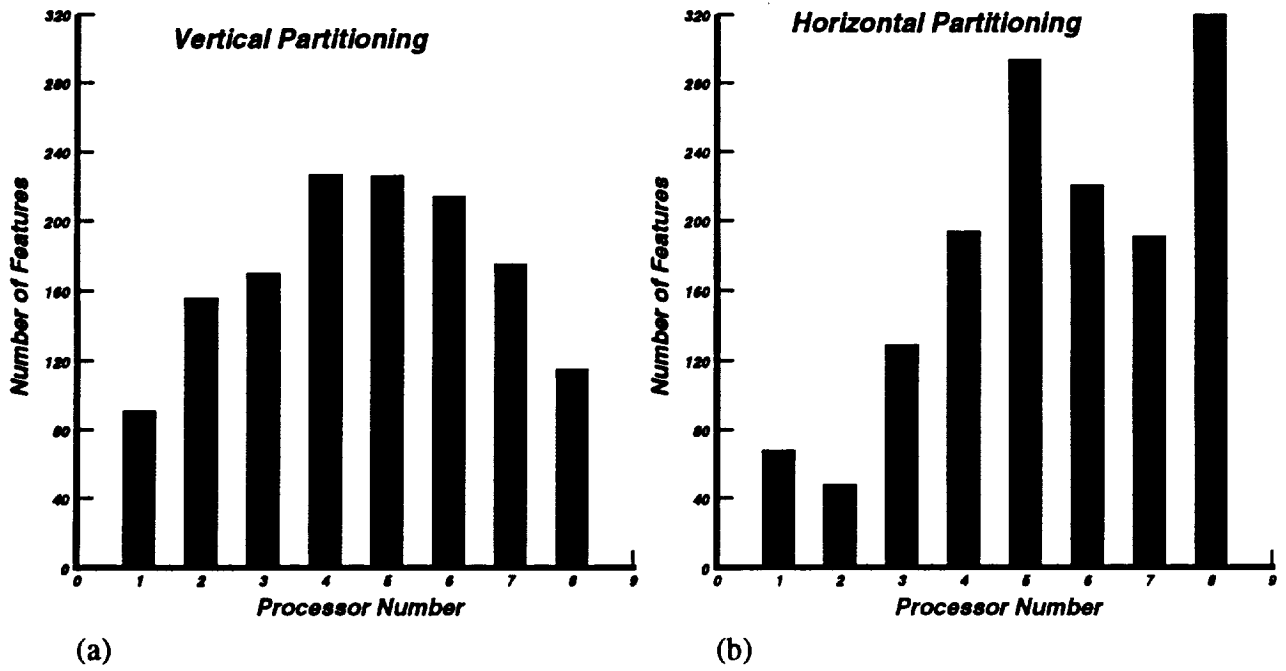 Vertical Partitioning
320
280
240
200
160
120
80
40
0
Number of Features
0 1 2 3 4 5 6 7 8 9
Processor Number
(a)
Horizontal Partitioning
320
280
240
200
160
120
80
40
0
Number of Features
0 1 2 3 4 5 6 7 8 9
Processor Number
(b)